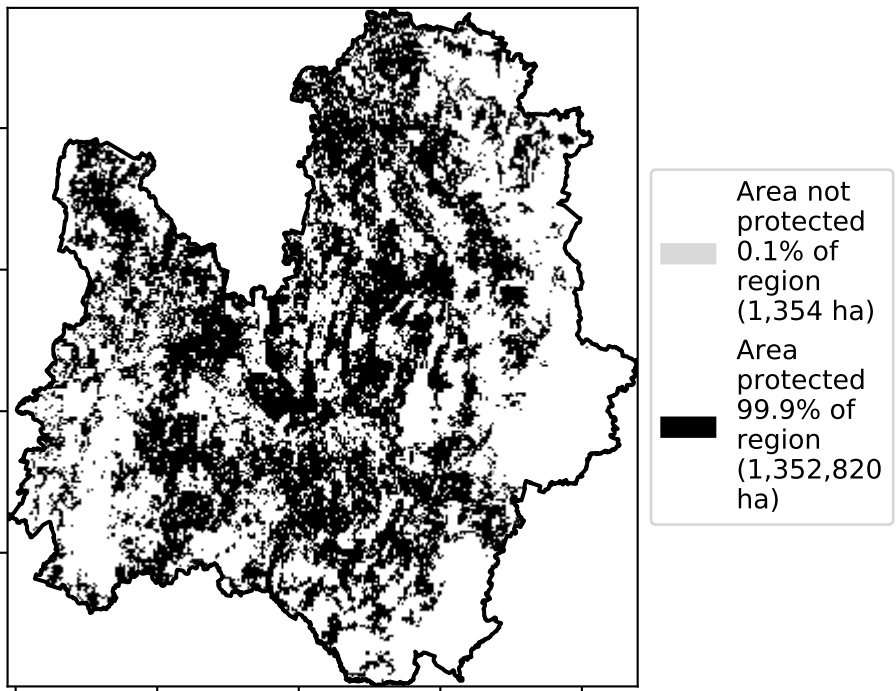 Area not
protected
0.1% of
region
(1,354 ha)
Area
protected
99.9% of
region
(1,352,820
ha)